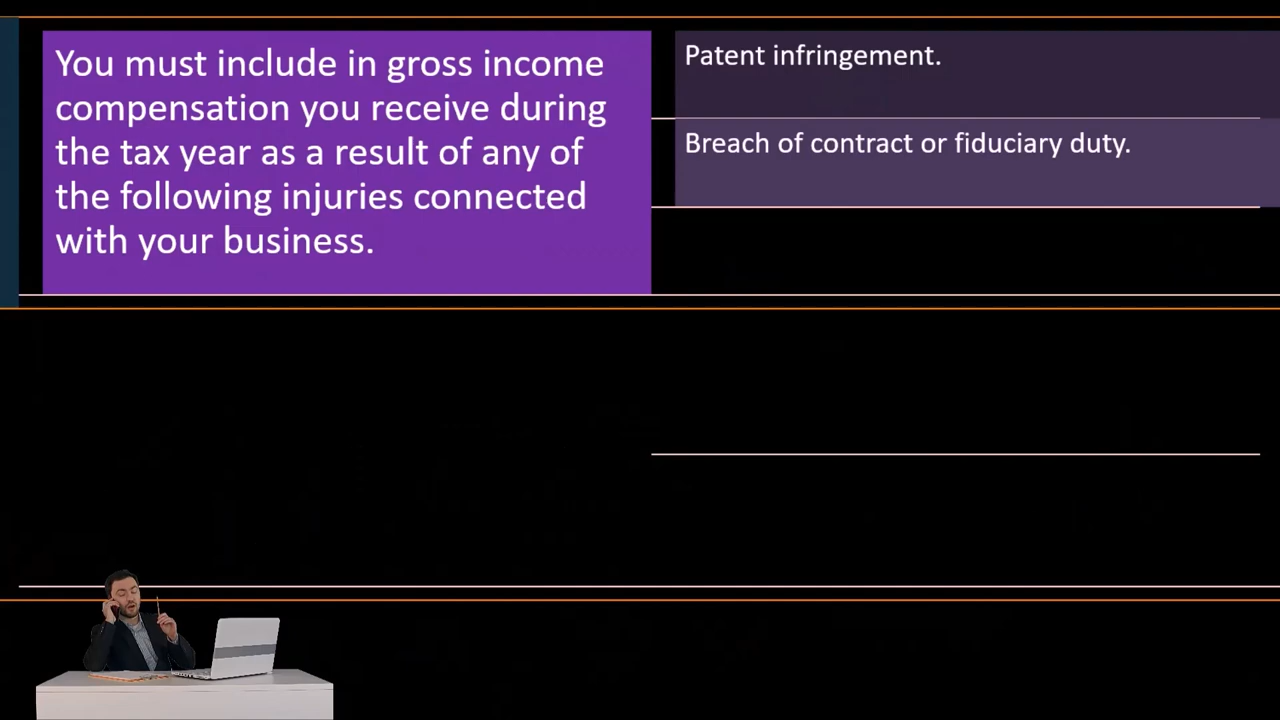 You must include in gross income
compensation you receive during
the tax year as a result of any of
the following injuries connected
with your business.
Patent infringement.
Breach of contract or fiduciary duty.